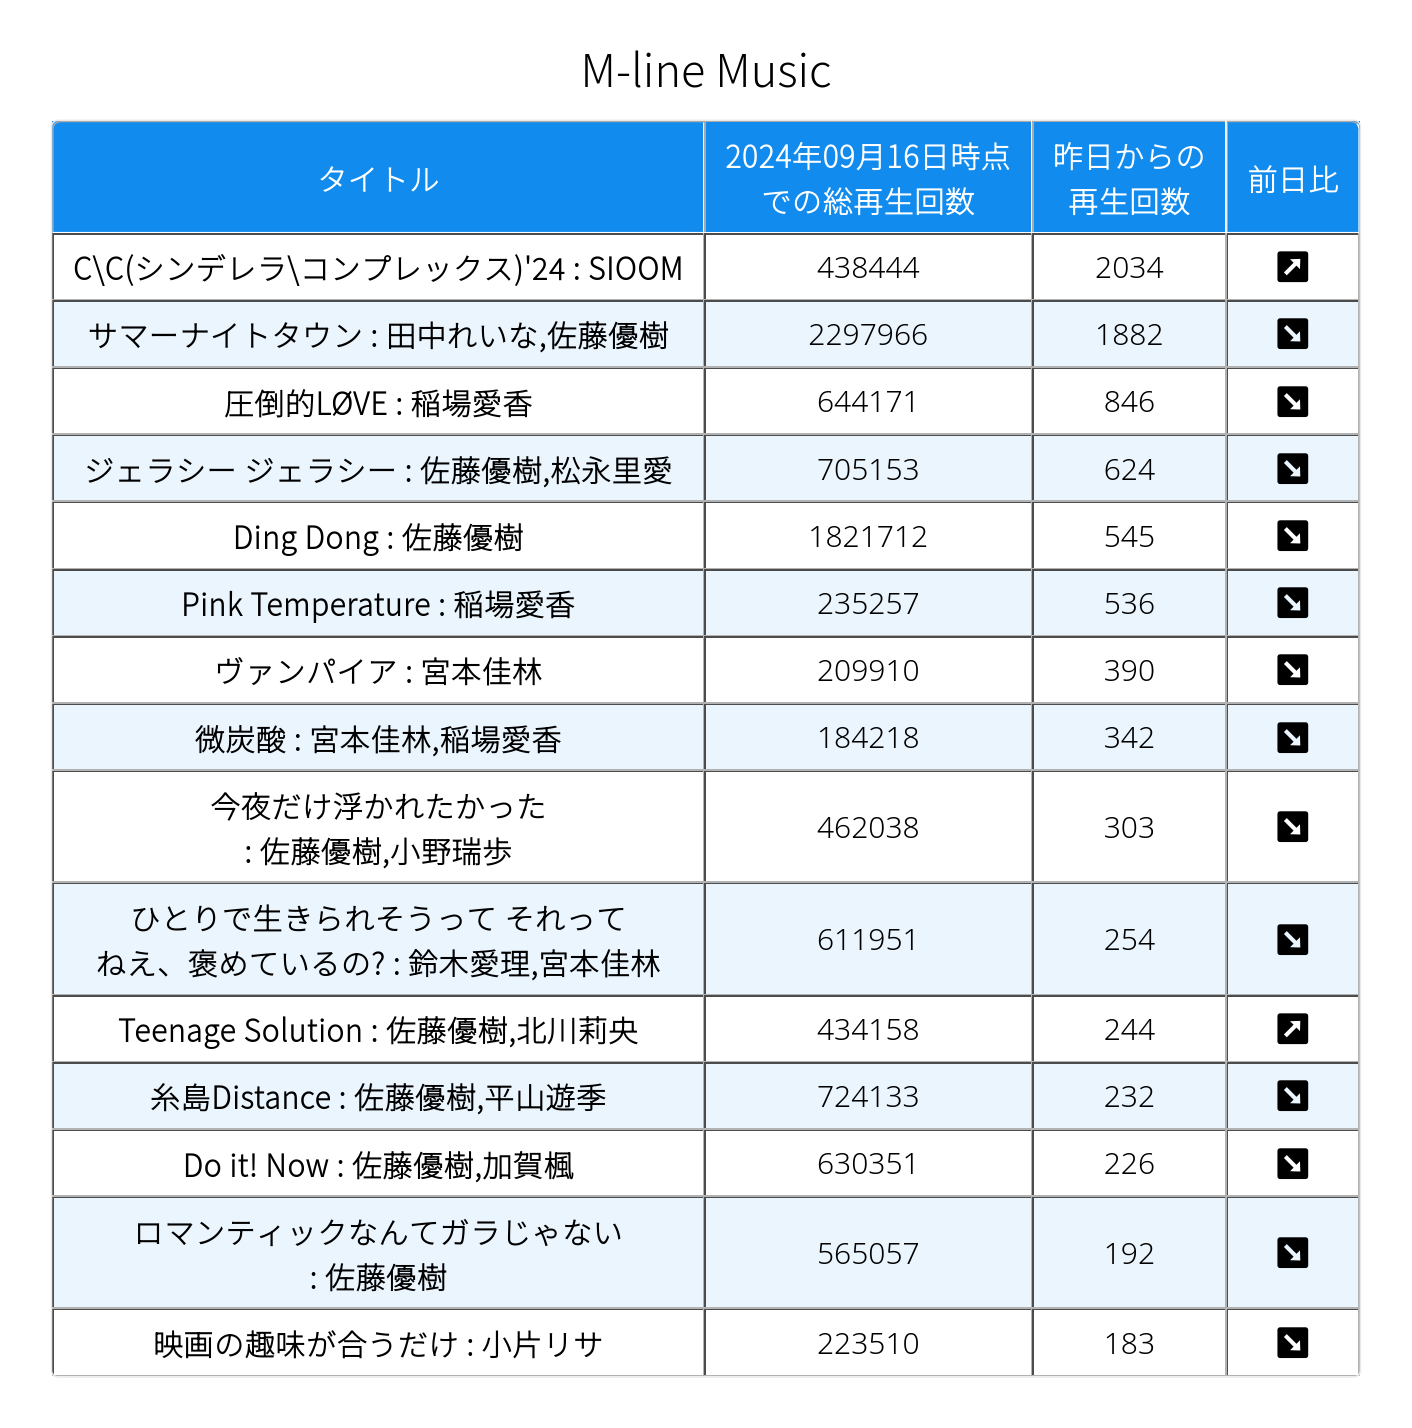 M-line Music
タイトル
2024年09月16日時点
での総再生回数
昨日からの
再生回数
前日比
C\C(シンデレラ\コンプレックス)'24 : SIOOM
438444
2034
サマーナイトタウン : 田中れいな,佐藤優樹
2297966
1882
圧倒的LØVE : 稲場愛香
644171
846
ジェラシー ジェラシー : 佐藤優樹,松永里愛
705153
624
Ding Dong : 佐藤優樹
1821712
545
Pink Temperature : 稲場愛香
235257
536
ヴァンパイア : 宮本佳林
209910
390
微炭酸 : 宮本佳林,稲場愛香
184218
342
今夜だけ浮かれたかった
: 佐藤優樹,小野瑞歩
462038
303
ひとりで生きられそうって それって
ねえ、褒めているの? : 鈴木愛理,宮本佳林
611951
254
Teenage Solution : 佐藤優樹,北川莉央
434158
244
糸島Distance : 佐藤優樹,平山遊季
724133
232
Do it! Now : 佐藤優樹,加賀楓
630351
226
ロマンティックなんてガラじゃない
: 佐藤優樹
565057
192
映画の趣味が合うだけ : 小片リサ
223510
183